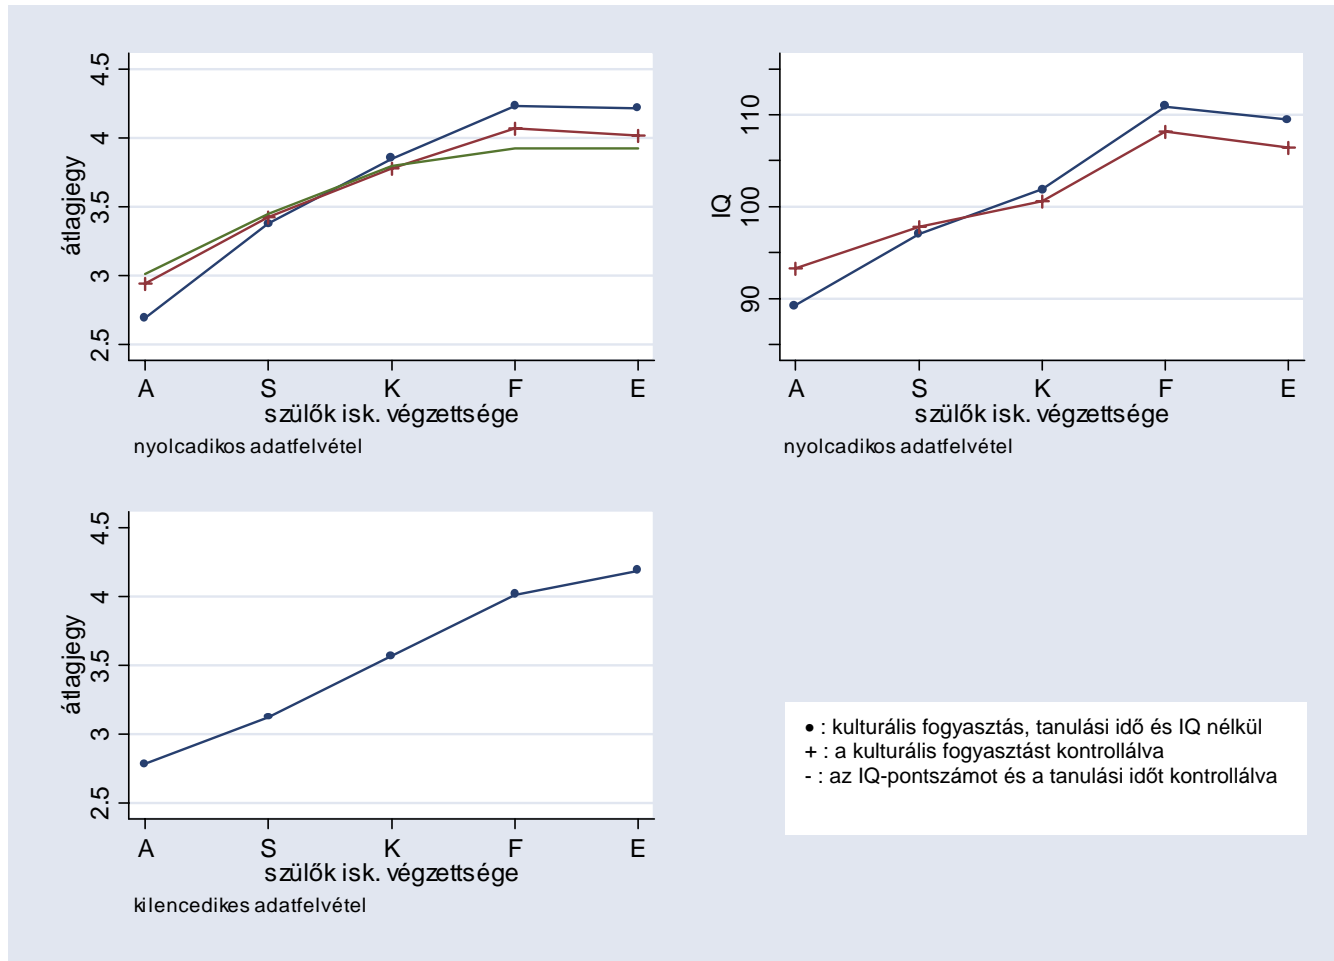 átlagjegy
4.5
4
3.5
3
2.5
A S K F E
szülők isk. végzettsége
nyolcadikos adatfelvétel
IQ
110
100
90
A S K F E
szülők isk. végzettsége
nyolcadikos adatfelvétel
átlagjegy
4.5
4
3.5
3
2.5
A S K F E
szülők isk. végzettsége
kilencedikes adatfelvétel
• : kulturális fogyasztás, tanulási idő és IQ nélkül
+ : a kulturális fogyasztást kontrollálva
- : az IQ-pontszámot és a tanulási időt kontrollálva